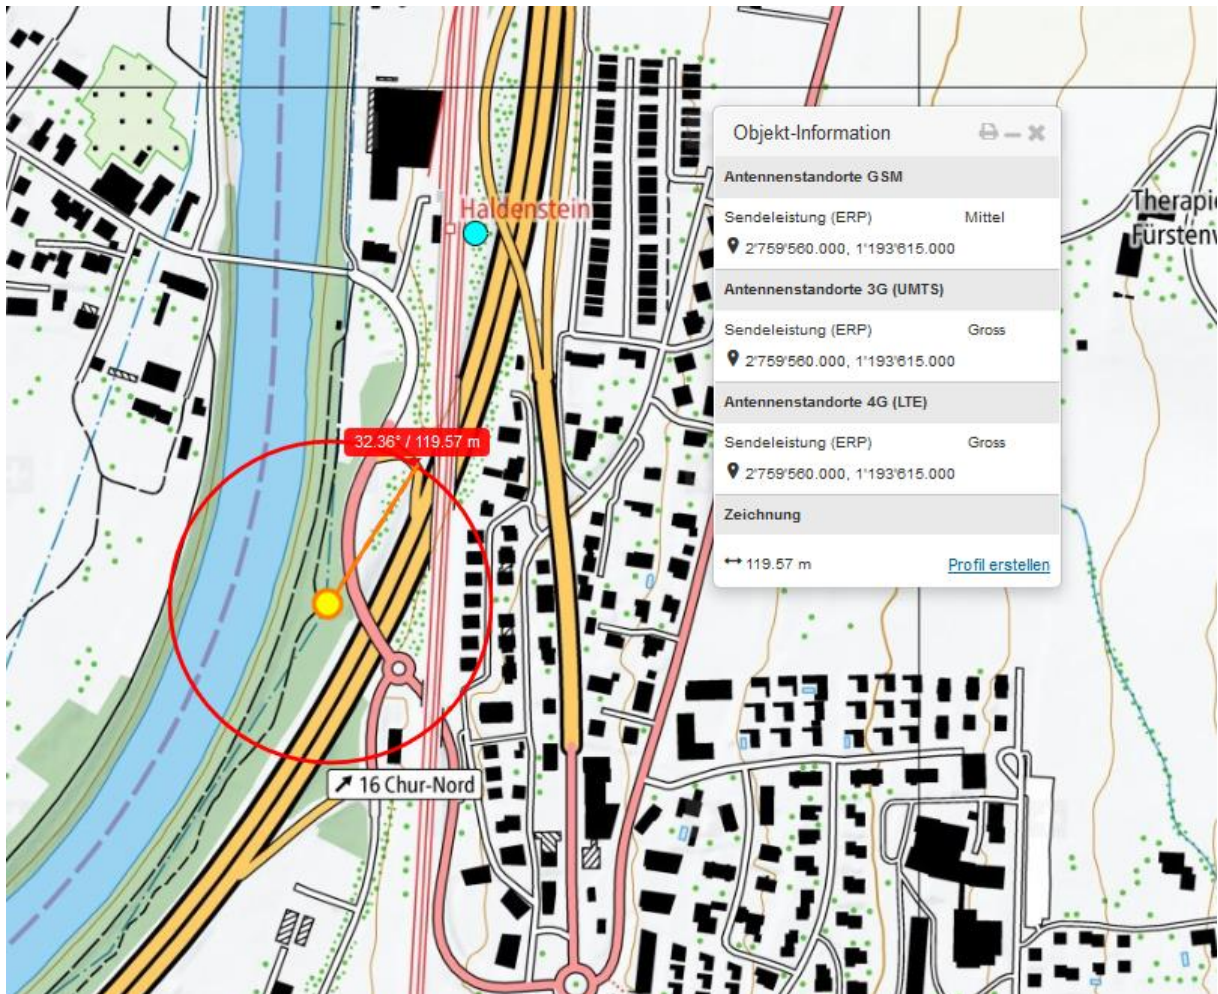 Objekt-Information
Antennenstandorte GSM
Sendeleistung (ERP) Mittel
2'759'560.000, 1'193'615.000
Antennenstandorte 3G (UMTS)
Sendeleistung (ERP) Gross
2'759'560.000, 1'193'615.000
Antennenstandorte 4G (LTE)
Sendeleistung (ERP) Gross
2'759'560.000, 1'193'615.000
Zeichnung
119.57 m Profil erstellen
Haldenstein
Therapie
Fürstenw
32.36° / 119.57 m
16 Chur-Nord